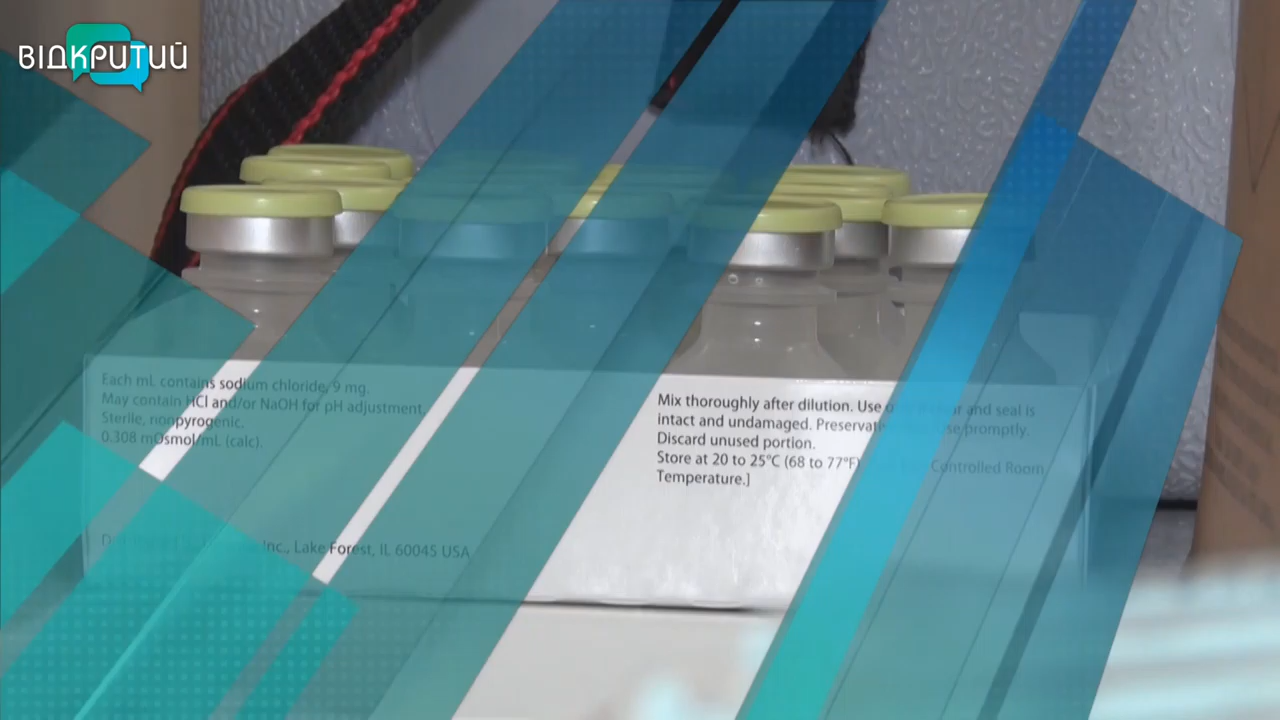 ВІДКРИТИЙ
Each mL contains sodium chloride, 9 mg.
May contain HCl and/or NaOH for pH adjustment.
Sterile, nonpyrogenic.
0.308 mOsmol/mL (calc).
Inc., Lake Forest, IL 60045 USA
Mix thoroughly after dilution. Use and seal is
intact and undamaged. promptly.
Discard unused portion.
Store at 20 to 25°C (68 to 77°F) Controlled Room
Temperature.]